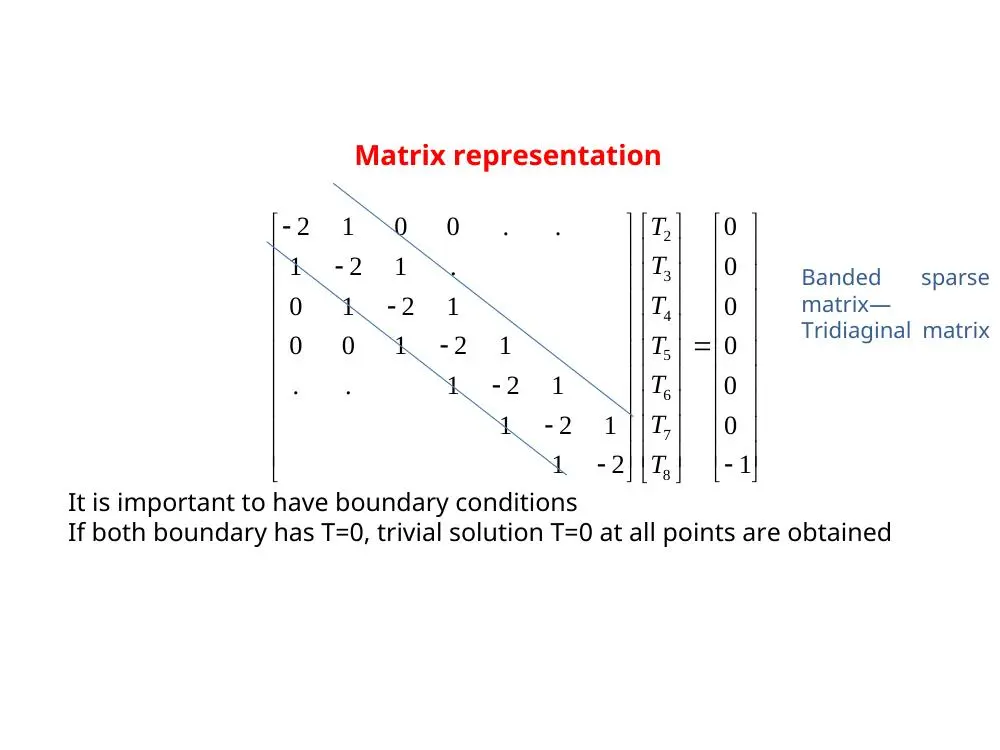 Matrix representation
-2 1 0 0 . . T2 0
1 -2 1 . T3 0
0 1 -2 1 T4 0
0 0 1 -2 1 T5 = 0
. . 1 -2 1 T6 0
1 -2 1 T7 0
1 -2 T8 -1
Banded sparse
matrix—
Tridiaginal matrix
It is important to have boundary conditions
If both boundary has T=0, trivial solution T=0 at all points are obtained